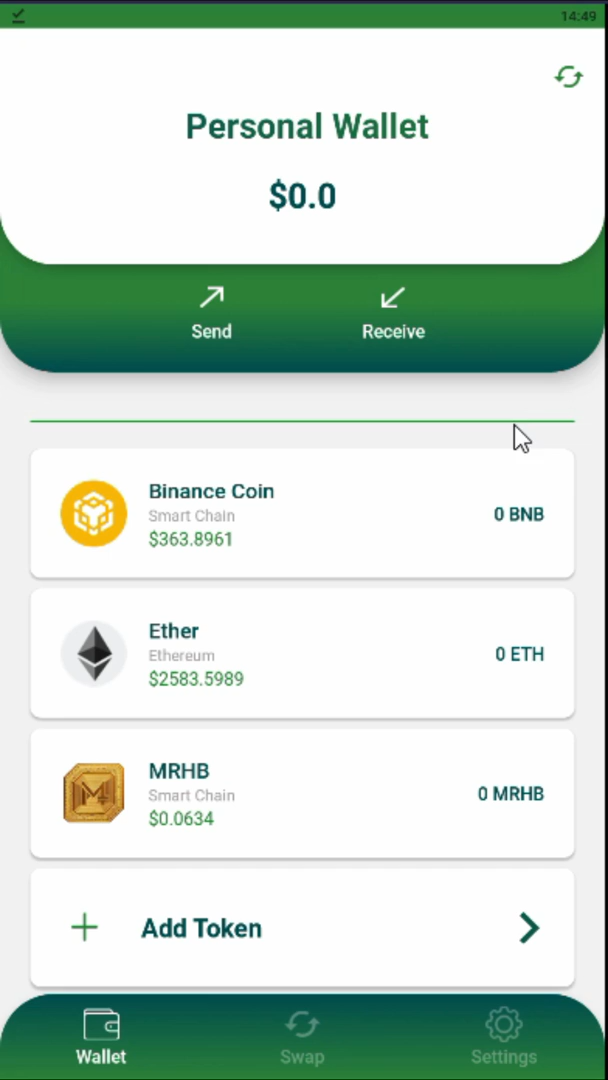 14:49
Personal Wallet
$0.0
Send
Receive
Binance Coin
Smart Chain
$363.8961
0 BNB
Ether
Ethereum
$2583.5989
0 ETH
MRHB
Smart Chain
$0.0634
0 MRHB
Add Token
Wallet
Swap
Settings